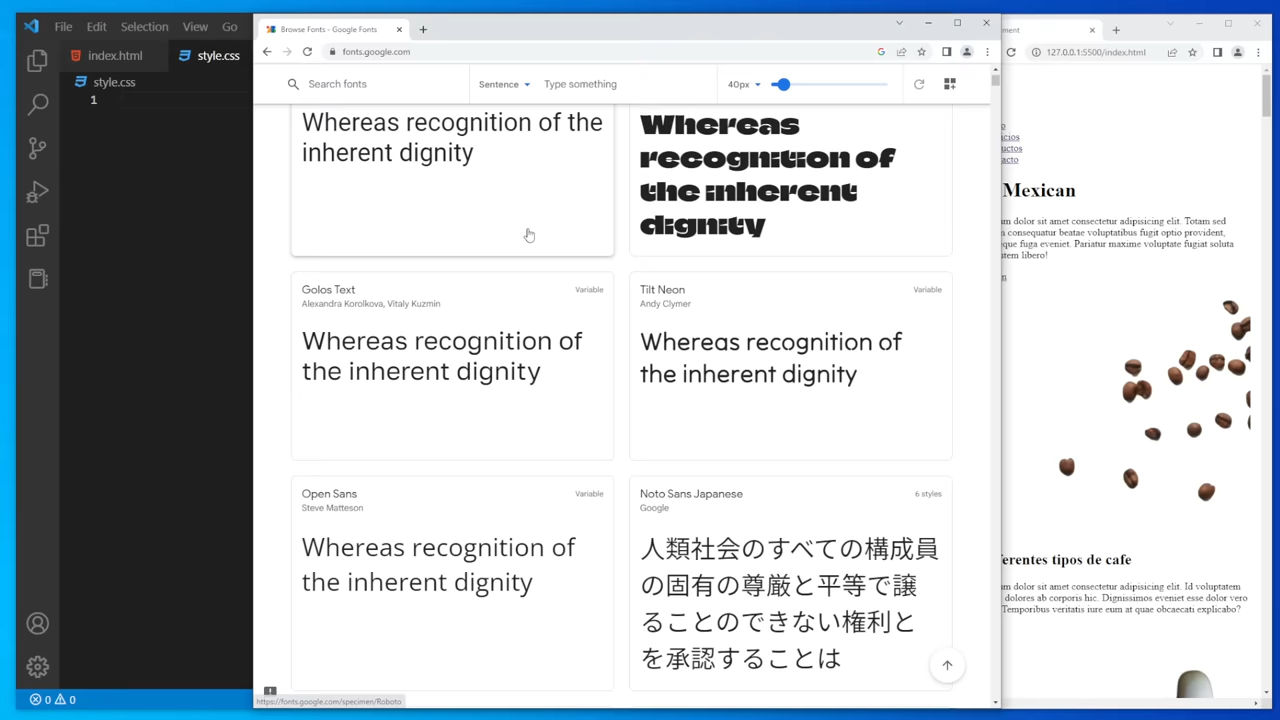 File Edit Selection View Go
index.html
style.css
style.css
1
0 0
Browse Fonts - Google Fonts
fonts.google.com
Search fonts
Sentence
Type something
40px
Whereas recognition of the
inherent dignity
Whereas
recognition of
the inherent
dignity
Golos Text
Variable
Alexandra Korolkova, Vitaly Kuzmin
Whereas recognition of
the inherent dignity
Tilt Neon
Variable
Andy Clymer
Whereas recognition of
the inherent dignity
Open Sans
Variable
Steve Matteson
Whereas recognition of
the inherent dignity
Noto Sans Japanese
6 styles
Google
人類社会のすべての構成員
の固有の尊厳と平等で譲
ることのできない権利と
を承認することは
https://fonts.google.com/specimen/Roboto
ment
127.0.0.1:5500/index.html
o
icios
uctos
acto
Mexican
m dolor sit amet consectetur adipisicing elit. Totam sed
consequatur beatae voluptatibus fugit optio provident,
que fuga eveniet. Pariatur maxime voluptate fugiat soluta
tem libero!
n
ferentes tipos de cafe
m dolor sit amet consectetur adipisicing elit. Id voluptatem
dolores ab corporis hic. Dignissimos eveniet esse dolor vero
Temporibus veritatis iure eum at quae obcaecati explicabo?